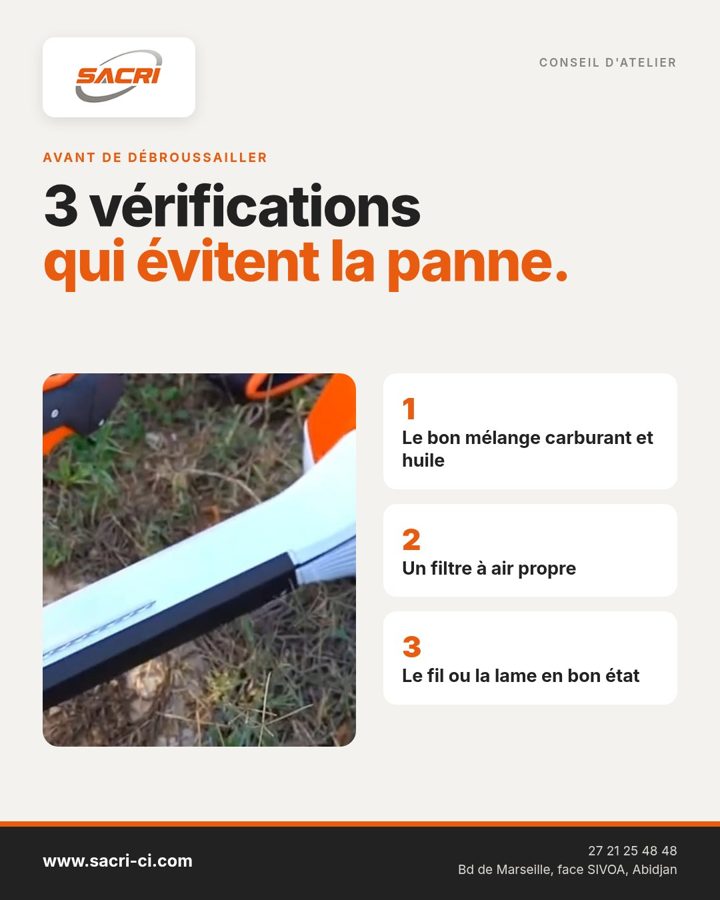 SACRI
CONSEIL D'ATELIER
AVANT DE DÉBROUSSAILLER
3 vérifications
qui évitent la panne.
1
Le bon mélange carburant et
huile
2
Un filtre à air propre
3
Le fil ou la lame en bon état
www.sacri-ci.com
27 21 25 48 48
Bd de Marseille, face SIVOA, Abidjan